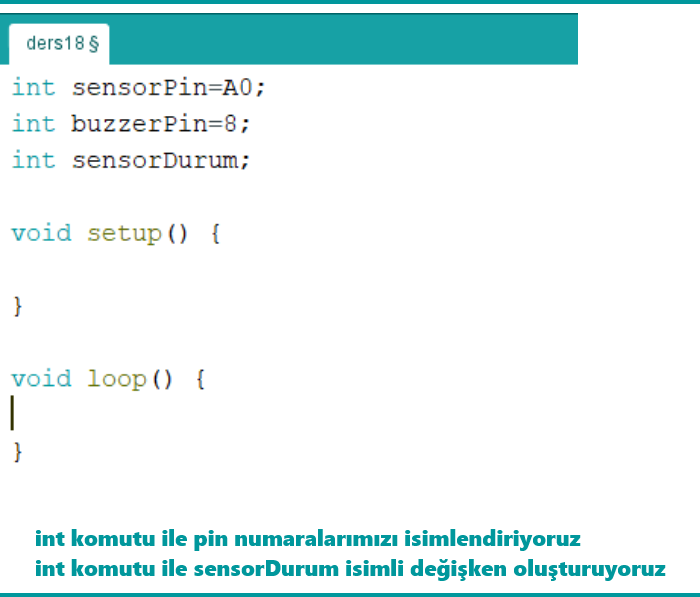 ders18 §
int sensorPin=A0;
int buzzerPin=8;
int sensorDurum;
void setup() {
}
void loop() {
}
int komutu ile pin numaralarımızı isimlendiriyoruz
int komutu ile sensorDurum isimli değişken oluşturuyoruz